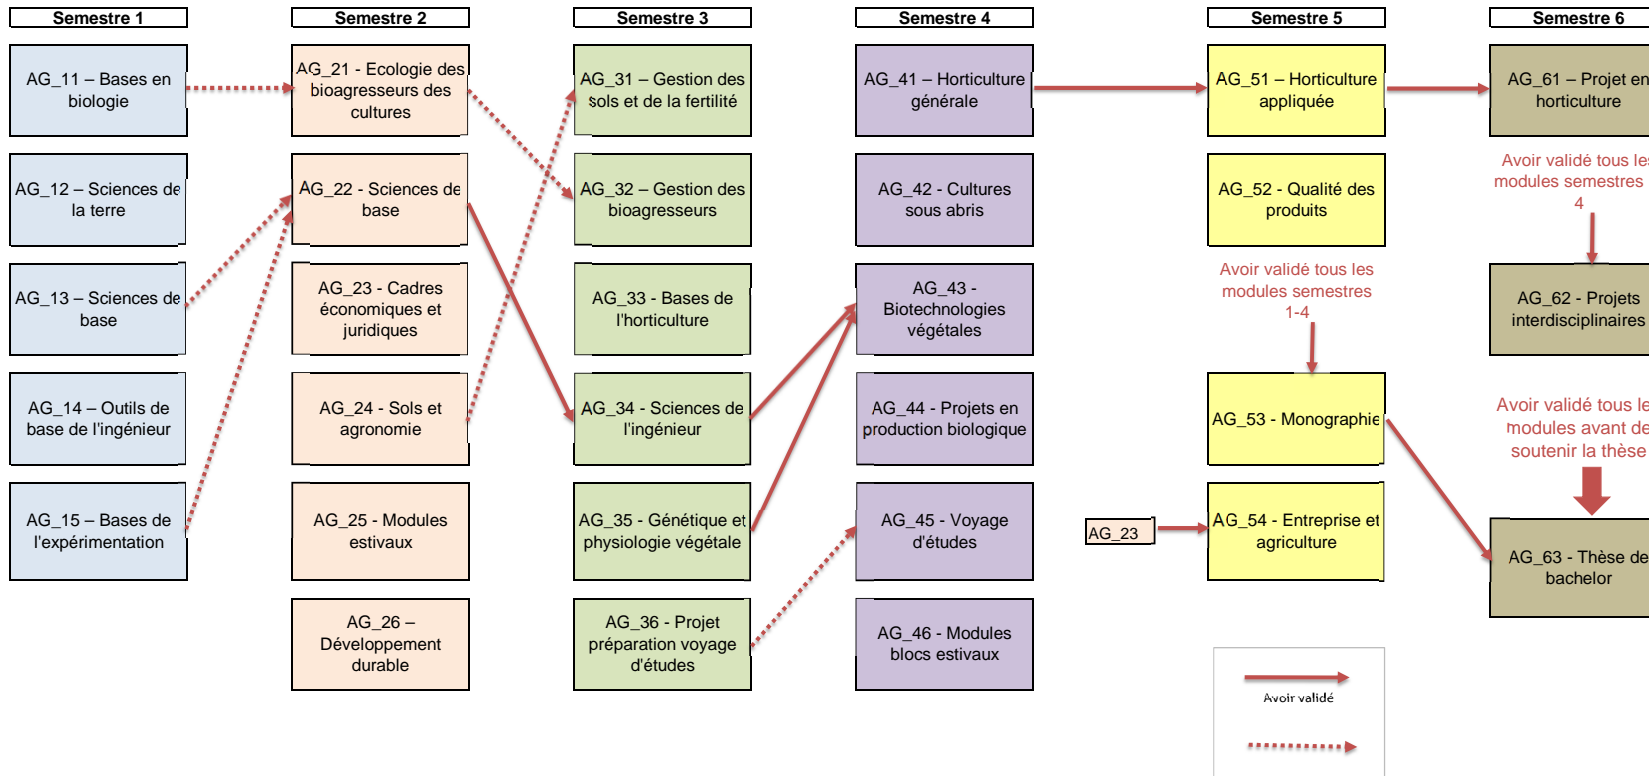 Semestre 1
Semestre 2
Semestre 3
Semestre 4
Semestre 5
Semestre 6
AG_11 – Bases en
biologie
AG_12 – Sciences de
la terre
AG_13 – Sciences de
base
AG_14 – Outils de
base de l'ingénieur
AG_15 – Bases de
l'expérimentation
AG_21 - Ecologie des
bioagresseurs des
cultures
AG_22 - Sciences de
base
AG_23 - Cadres
économiques et
juridiques
AG_24 - Sols et
agronomie
AG_25 - Modules
estivaux
AG_26 –
Développement
durable
AG_31 – Gestion des
sols et de la fertilité
AG_32 – Gestion des
bioagresseurs
AG_33 - Bases de
l'horticulture
AG_34 - Sciences de
l'ingénieur
AG_35 - Génétique et
physiologie végétale
AG_36 - Projet
préparation voyage
d'études
AG_41 – Horticulture
générale
AG_42 - Cultures
sous abris
AG_43 -
Biotechnologies
végétales
AG_44 - Projets en
production biologique
AG_45 - Voyage
d'études
AG_46 - Modules
blocs estivaux
AG_51 – Horticulture
appliquée
AG_52 - Qualité des
produits
Avoir validé tous les
modules semestres
1-4
AG_53 - Monographie
AG_23
AG_54 - Entreprise et
agriculture
Avoir validé
AG_61 – Projet en
horticulture
Avoir validé tous les
modules semestres
4
AG_62 - Projets
interdisciplinaires
Avoir validé tous le
modules avant de
soutenir la thèse
AG_63 - Thèse de
bachelor